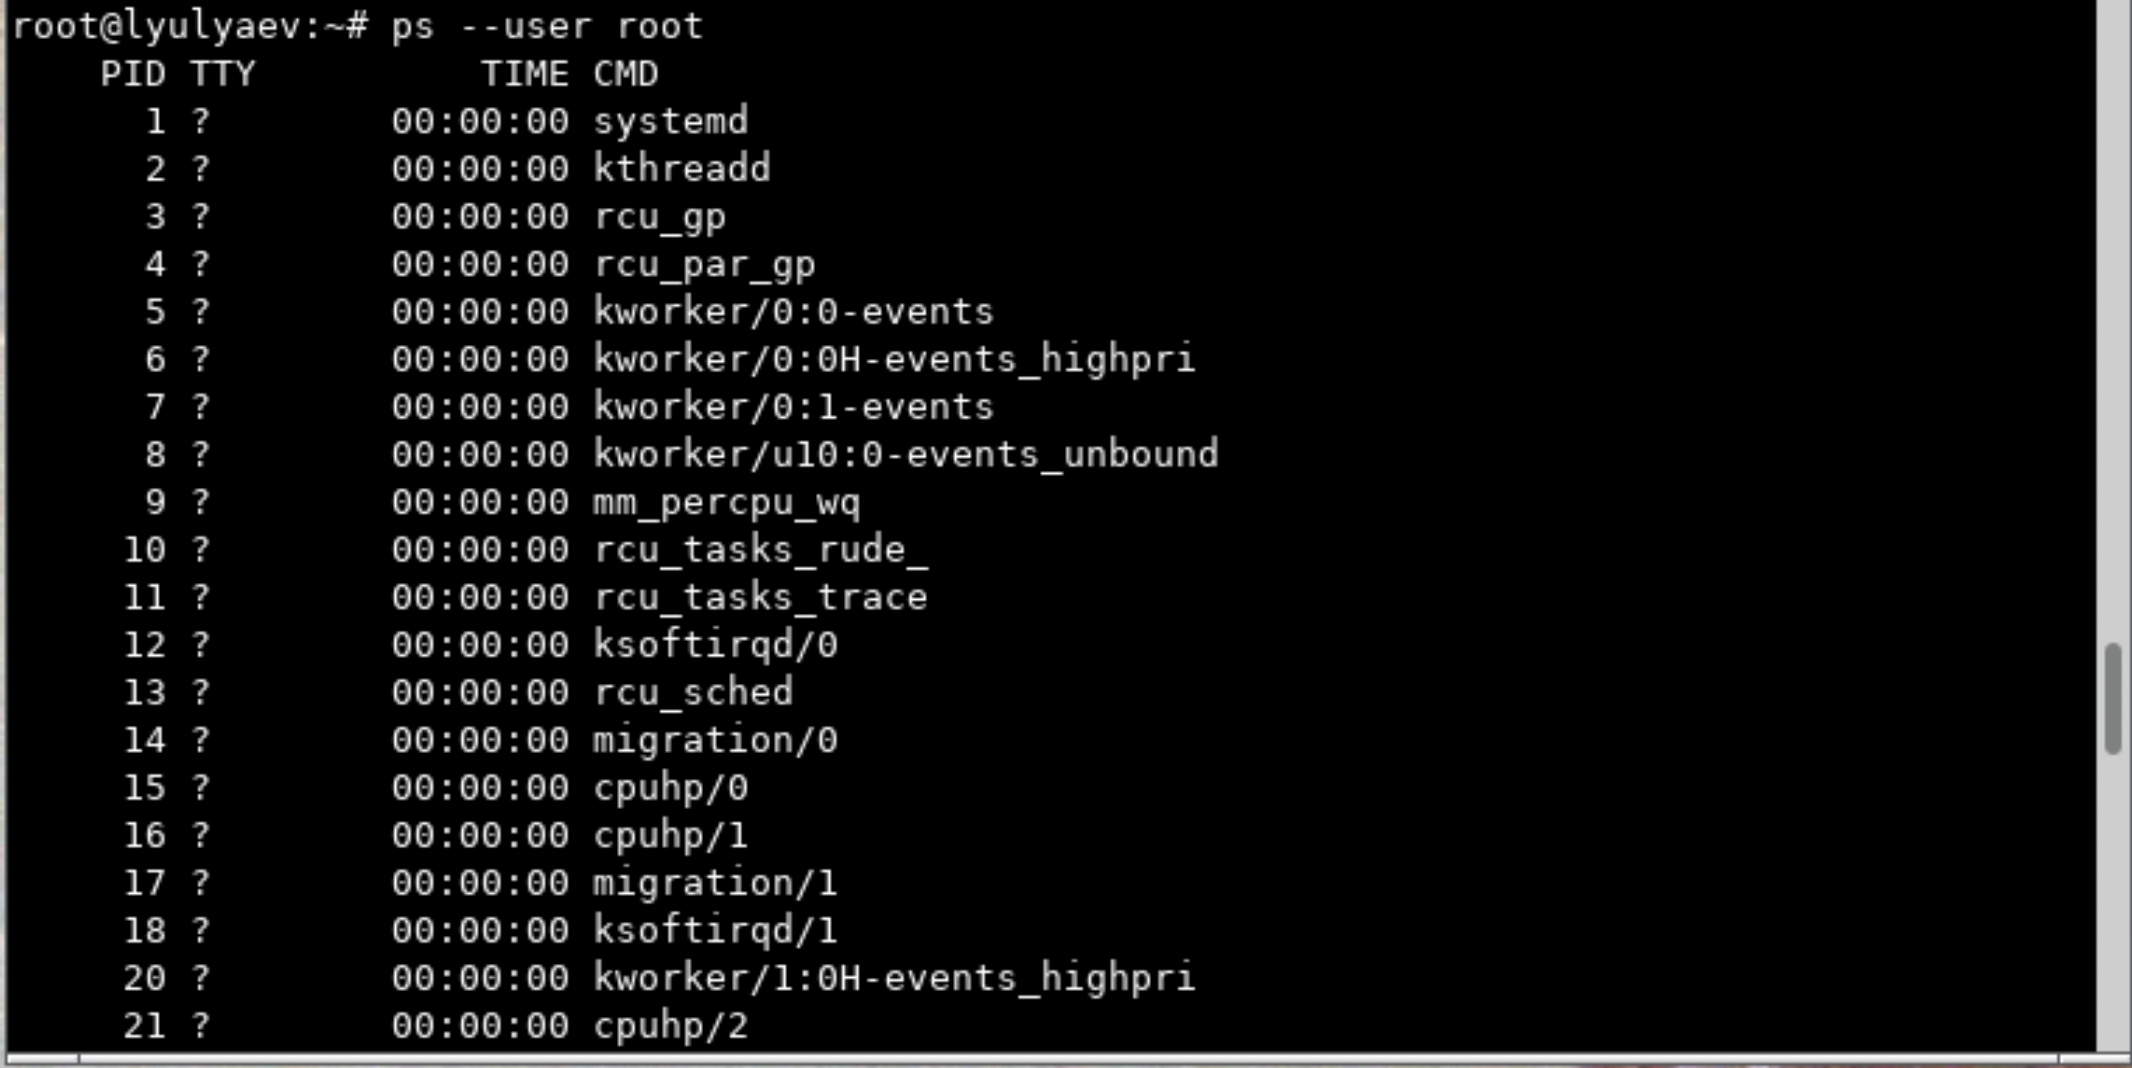 root@lyulyaev:~# ps --user root
    PID TTY          TIME CMD
      1 ?        00:00:00 systemd
      2 ?        00:00:00 kthreadd
      3 ?        00:00:00 rcu_gp
      4 ?        00:00:00 rcu_par_gp
      5 ?        00:00:00 kworker/0:0-events
      6 ?        00:00:00 kworker/0:0H-events_highpri
      7 ?        00:00:00 kworker/0:1-events
      8 ?        00:00:00 kworker/u10:0-events_unbound
      9 ?        00:00:00 mm_percpu_wq
     10 ?        00:00:00 rcu_tasks_rude_
     11 ?        00:00:00 rcu_tasks_trace
     12 ?        00:00:00 ksoftirqd/0
     13 ?        00:00:00 rcu_sched
     14 ?        00:00:00 migration/0
     15 ?        00:00:00 cpuhp/0
     16 ?        00:00:00 cpuhp/1
     17 ?        00:00:00 migration/1
     18 ?        00:00:00 ksoftirqd/1
     20 ?        00:00:00 kworker/1:0H-events_highpri
     21 ?        00:00:00 cpuhp/2